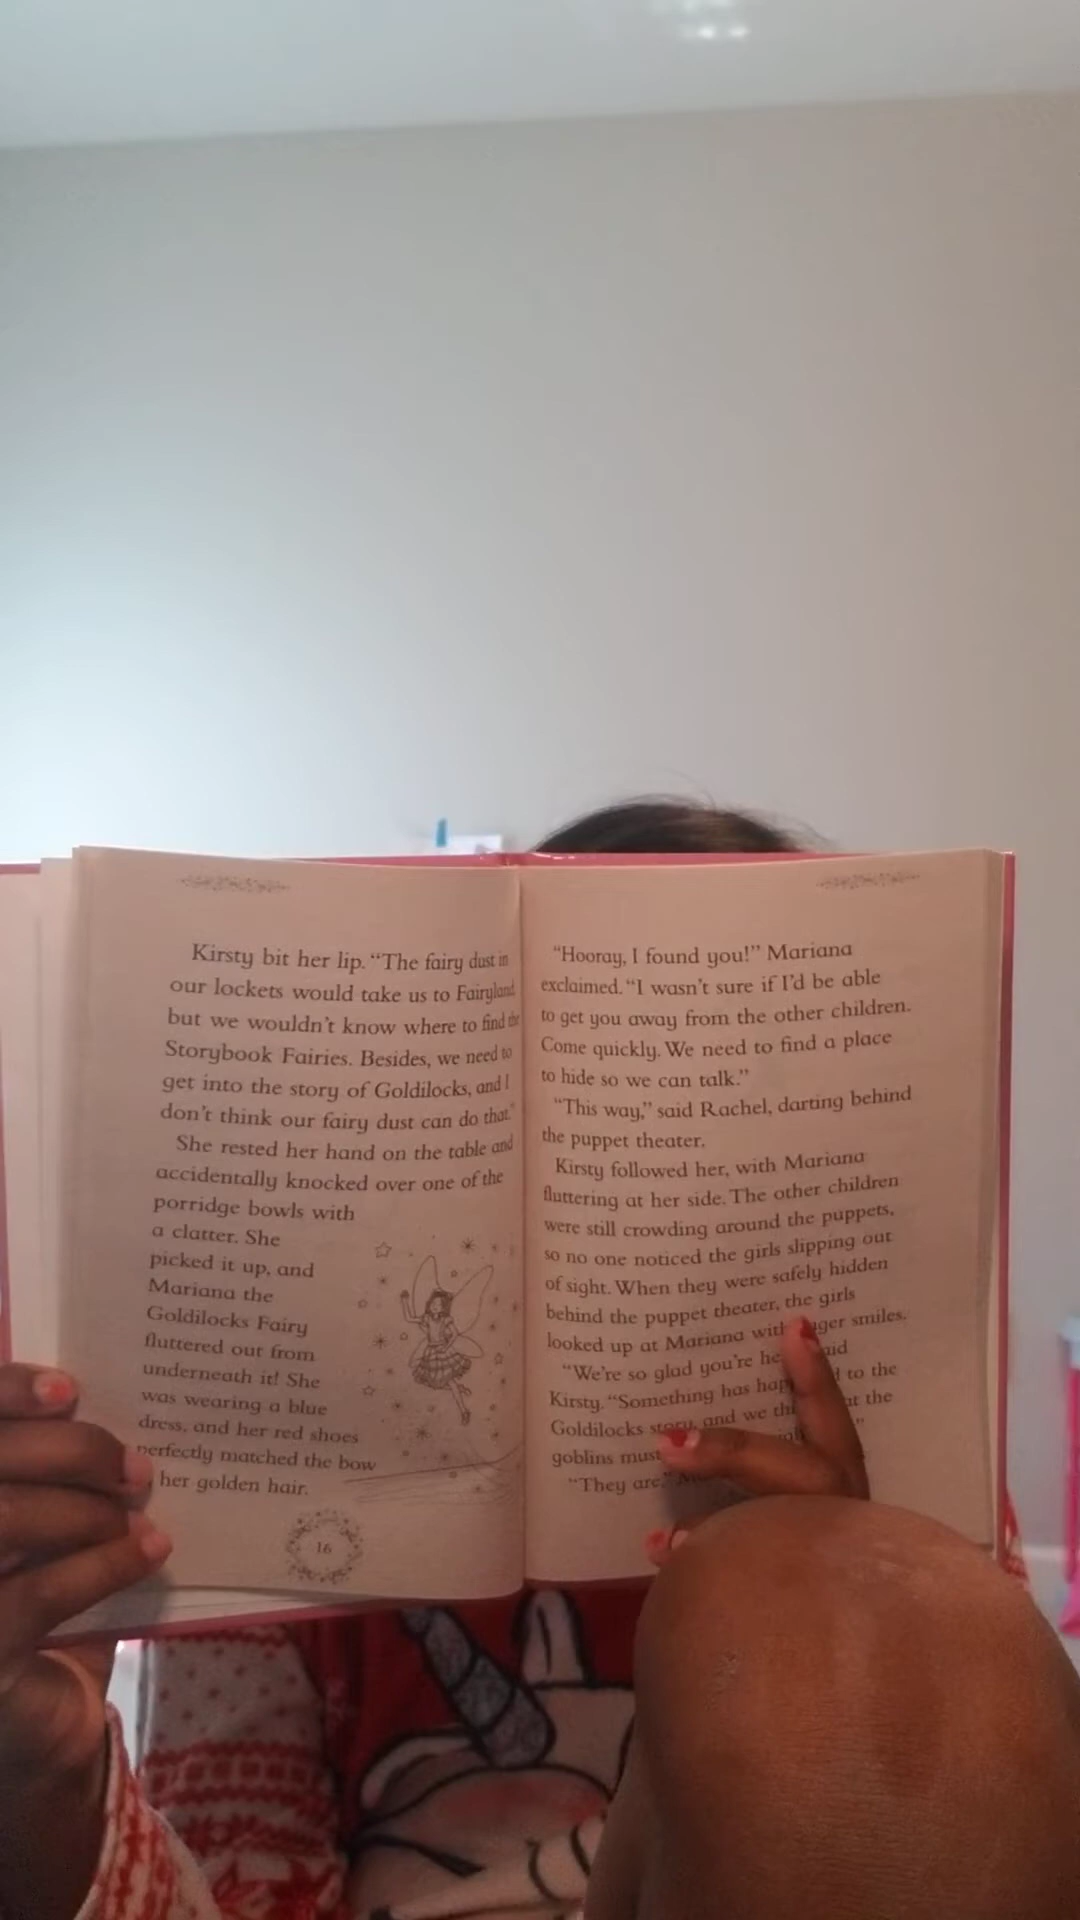 Kirsty bit her lip. “The fairy dust in
our lockets would take us to Fairyland,
but we wouldn’t know where to find the
Storybook Fairies. Besides, we need to
get into the story of Goldilocks, and I
don’t think our fairy dust can do that.”
She rested her hand on the table and
accidentally knocked over one of the
porridge bowls with
a clatter. She
picked it up, and
Mariana the
Goldilocks Fairy
fluttered out from
underneath it! She
was wearing a blue
dress, and her red shoes
perfectly matched the bow
her golden hair.
16
“Hooray, I found you!” Mariana
exclaimed. “I wasn’t sure if I’d be able
to get you away from the other children.
Come quickly. We need to find a place
to hide so we can talk.”
“This way,” said Rachel, darting behind
the puppet theater.
Kirsty followed her, with Mariana
fluttering at her side. The other children
were still crowding around the puppets,
so no one noticed the girls slipping out
of sight. When they were safely hidden
behind the puppet theater, the girls
looked up at Mariana with smiles.
“We’re so glad you’re
Kirsty. “Something has to the
Goldilocks story, and we the
goblins must
“They are,”